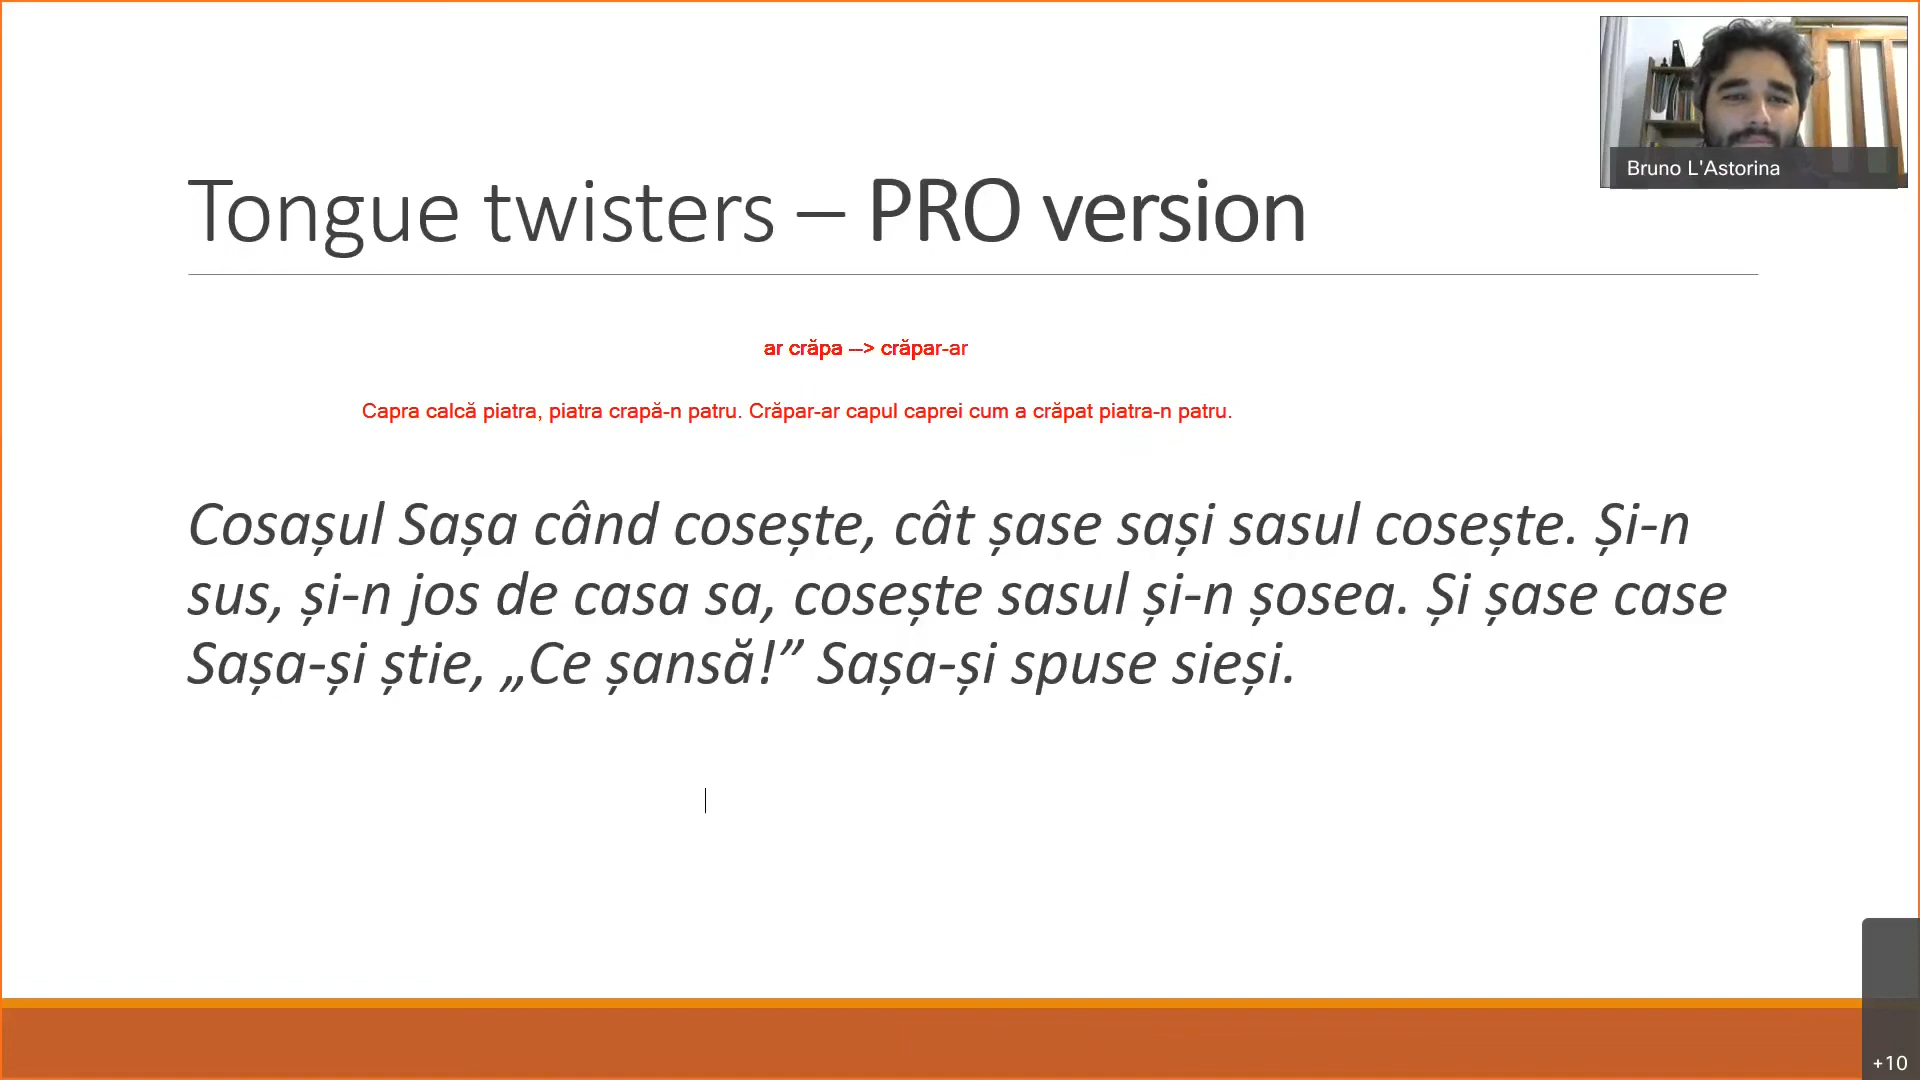 Bruno L'Astorina
Tongue twisters – PRO version
ar crăpa --> crăpar-ar
Capra calcă piatra, piatra crapă-n patru. Crăpar-ar capul caprei cum a crăpat piatra-n patru.
Cosașul Sașa când cosește, cât șase sași sasul cosește. Și-n
sus, și-n jos de casa sa, cosește sasul și-n șosea. Și șase case
Sașa-și știe, „Ce șansă!” Sașa-și spuse sieși.
+10